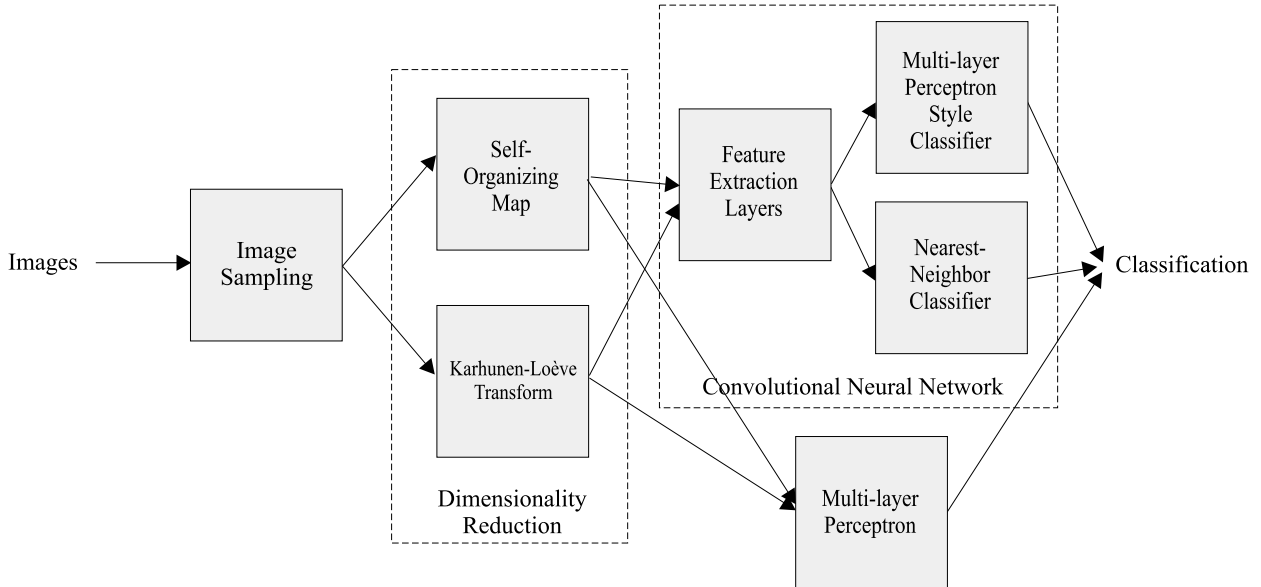 Images
Image
Sampling
Self-
Organizing
Map
Karhunen-Loève
Transform
Dimensionality
Reduction
Feature
Extraction
Layers
Multi-layer
Perceptron
Style
Classifier
Nearest-
Neighbor
Classifier
Convolutional Neural Network
Multi-layer
Perceptron
Classification